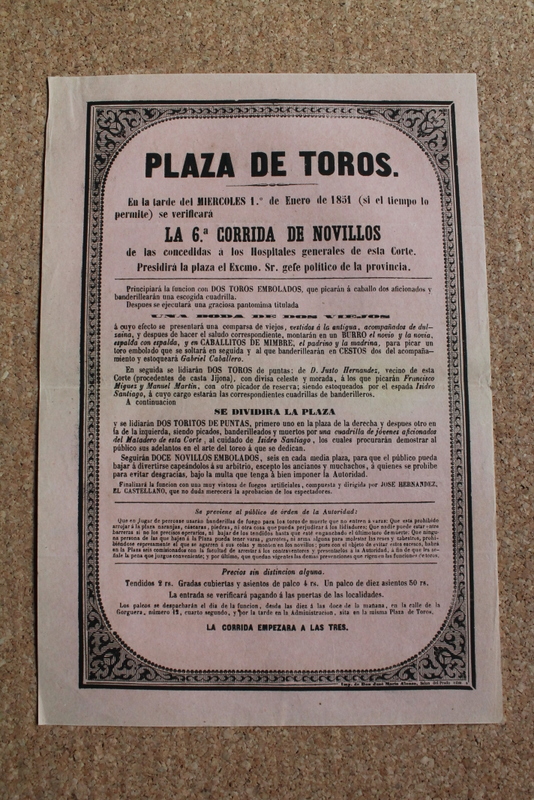 PLAZA DE TOROS.
En la tarde del MIERCOLES 1.º de Enero de 1851 (si el tiempo lo
permite) se verificará
LA 6.ª CORRIDA DE NOVILLOS
de las concedidas á los Hospitales generales de esta Corte.
Presidirá la plaza el Excmo. Sr. gefe político de la provincia.
Principiará la funcion con DOS TOROS EMBOLADOS, que picarán á caballo dos aficionados y
banderillearán una escogida cuadrilla.
Despues se ejecutará una graciosa pantomima titulada
UNA BODA DE DOS VIEJOS
á cuyo efecto se presentará una comparsa de viejos, vestidos á la antigua, acompañados de dul-
zaina, y despues de hacer el saludo correspondiente, montarán en un BURRO el novio y la novia,
espalda con espalda, y en CABALLITOS DE MIMBRE, el padrino y la madrina, para picar un
toro embolado que se soltará en seguida y al que banderillearán en CESTOS dos del acompaña-
miento y estoqueará Gabriel Caballero.
En seguida se lidiarán DOS TOROS de puntas; de D. Justo Hernandez, vecino de esta
Corte (procedentes de casta Jijona), con divisa celeste y morada, á los que picarán Francisco
Miguez y Manuel Martin, con otro picador de reserva; siendo estoqueados por el espada Isidro
Santiago, á cuyo cargo estarán las correspondientes cuadrillas de banderilleros.
A continuacion
SE DIVIDIRA LA PLAZA
y se lidiarán DOS TORITOS DE PUNTAS, primero uno en la plaza de la derecha y despues otro en
la de la izquierda, siendo picados, banderilleados y muertos por una cuadrilla de jóvenes aficionados
del Matadero de esta Corte, al cuidado de Isidro Santiago, los cuales procurarán demostrar al
público sus adelantos en el arte del toreo á que se dedican.
Seguirán DOCE NOVILLOS EMBOLADOS, seis en cada media plaza, para que el público pueda
bajar á divertirse capeándolos á su arbitrio, escepto los ancianos y muchachos, á quienes se prohibe
para evitar desgracias, bajo la multa que tenga á bien imponer la Autoridad.
Finalizará la funcion con una muy vistosa de fuegos artificiales, compuesta y dirigida por JOSE HERNANDEZ,
EL CASTELLANO, que no duda merecerá la aprobacion de los espectadores.
Se previene al público de órden de la Autoridad:
Precios sin distincion alguna.
Tendidos 2 rs. Gradas cubiertas y asientos de palco 4 rs. Un palco de diez asientos 50 rs.
La entrada se verificará pagando á las puertas de las localidades.
Los palcos se despacharán el dia de la funcion, desde las diez á las doce de la mañana, en la calle de la
Gorguera, número 17, cuarto segundo, y por la tarde en la Administracion, sita en la misma Plaza de Toros.
LA CORRIDA EMPEZARA A LAS TRES.